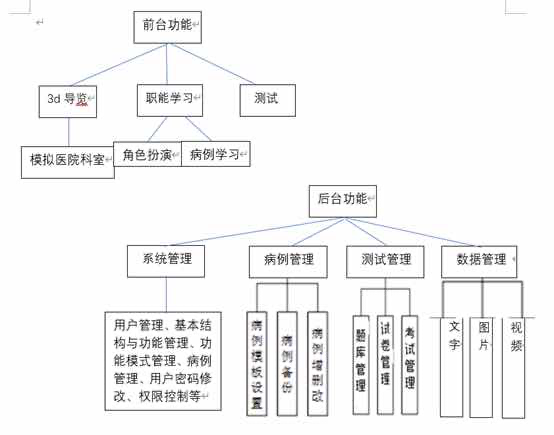 前台功能
3d 导览
职能学习
测试
模拟医院科室
角色扮演
病例学习
后台功能
系统管理
病例管理
测试管理
数据管理
用户管理、基本结
构与功能管理、功
能模式管理、病例
管理、用户密码修
改、权限控制等
病例模板设置
病例备份
病例增删改
题库管理
试卷管理
考试管理
文字
图片
视频